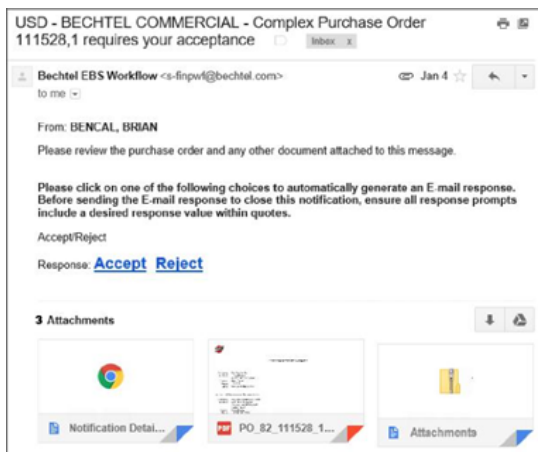 USD - BECHTEL COMMERCIAL - Complex Purchase Order
111528,1 requires your acceptance
Inbox x
Bechtel EBS Workflow <s-finpwf@bechtel.com>
Jan 4
to me
From: BENCAL, BRIAN
Please review the purchase order and any other document attached to this message.
Please click on one of the following choices to automatically generate an E-mail response.
Before sending the E-mail response to close this notification, ensure all response prompts
include a desired response value within quotes.
Accept/Reject
Response: Accept Reject
3 Attachments
Notification Detai...
PDF PO_82_111528_1...
Attachments